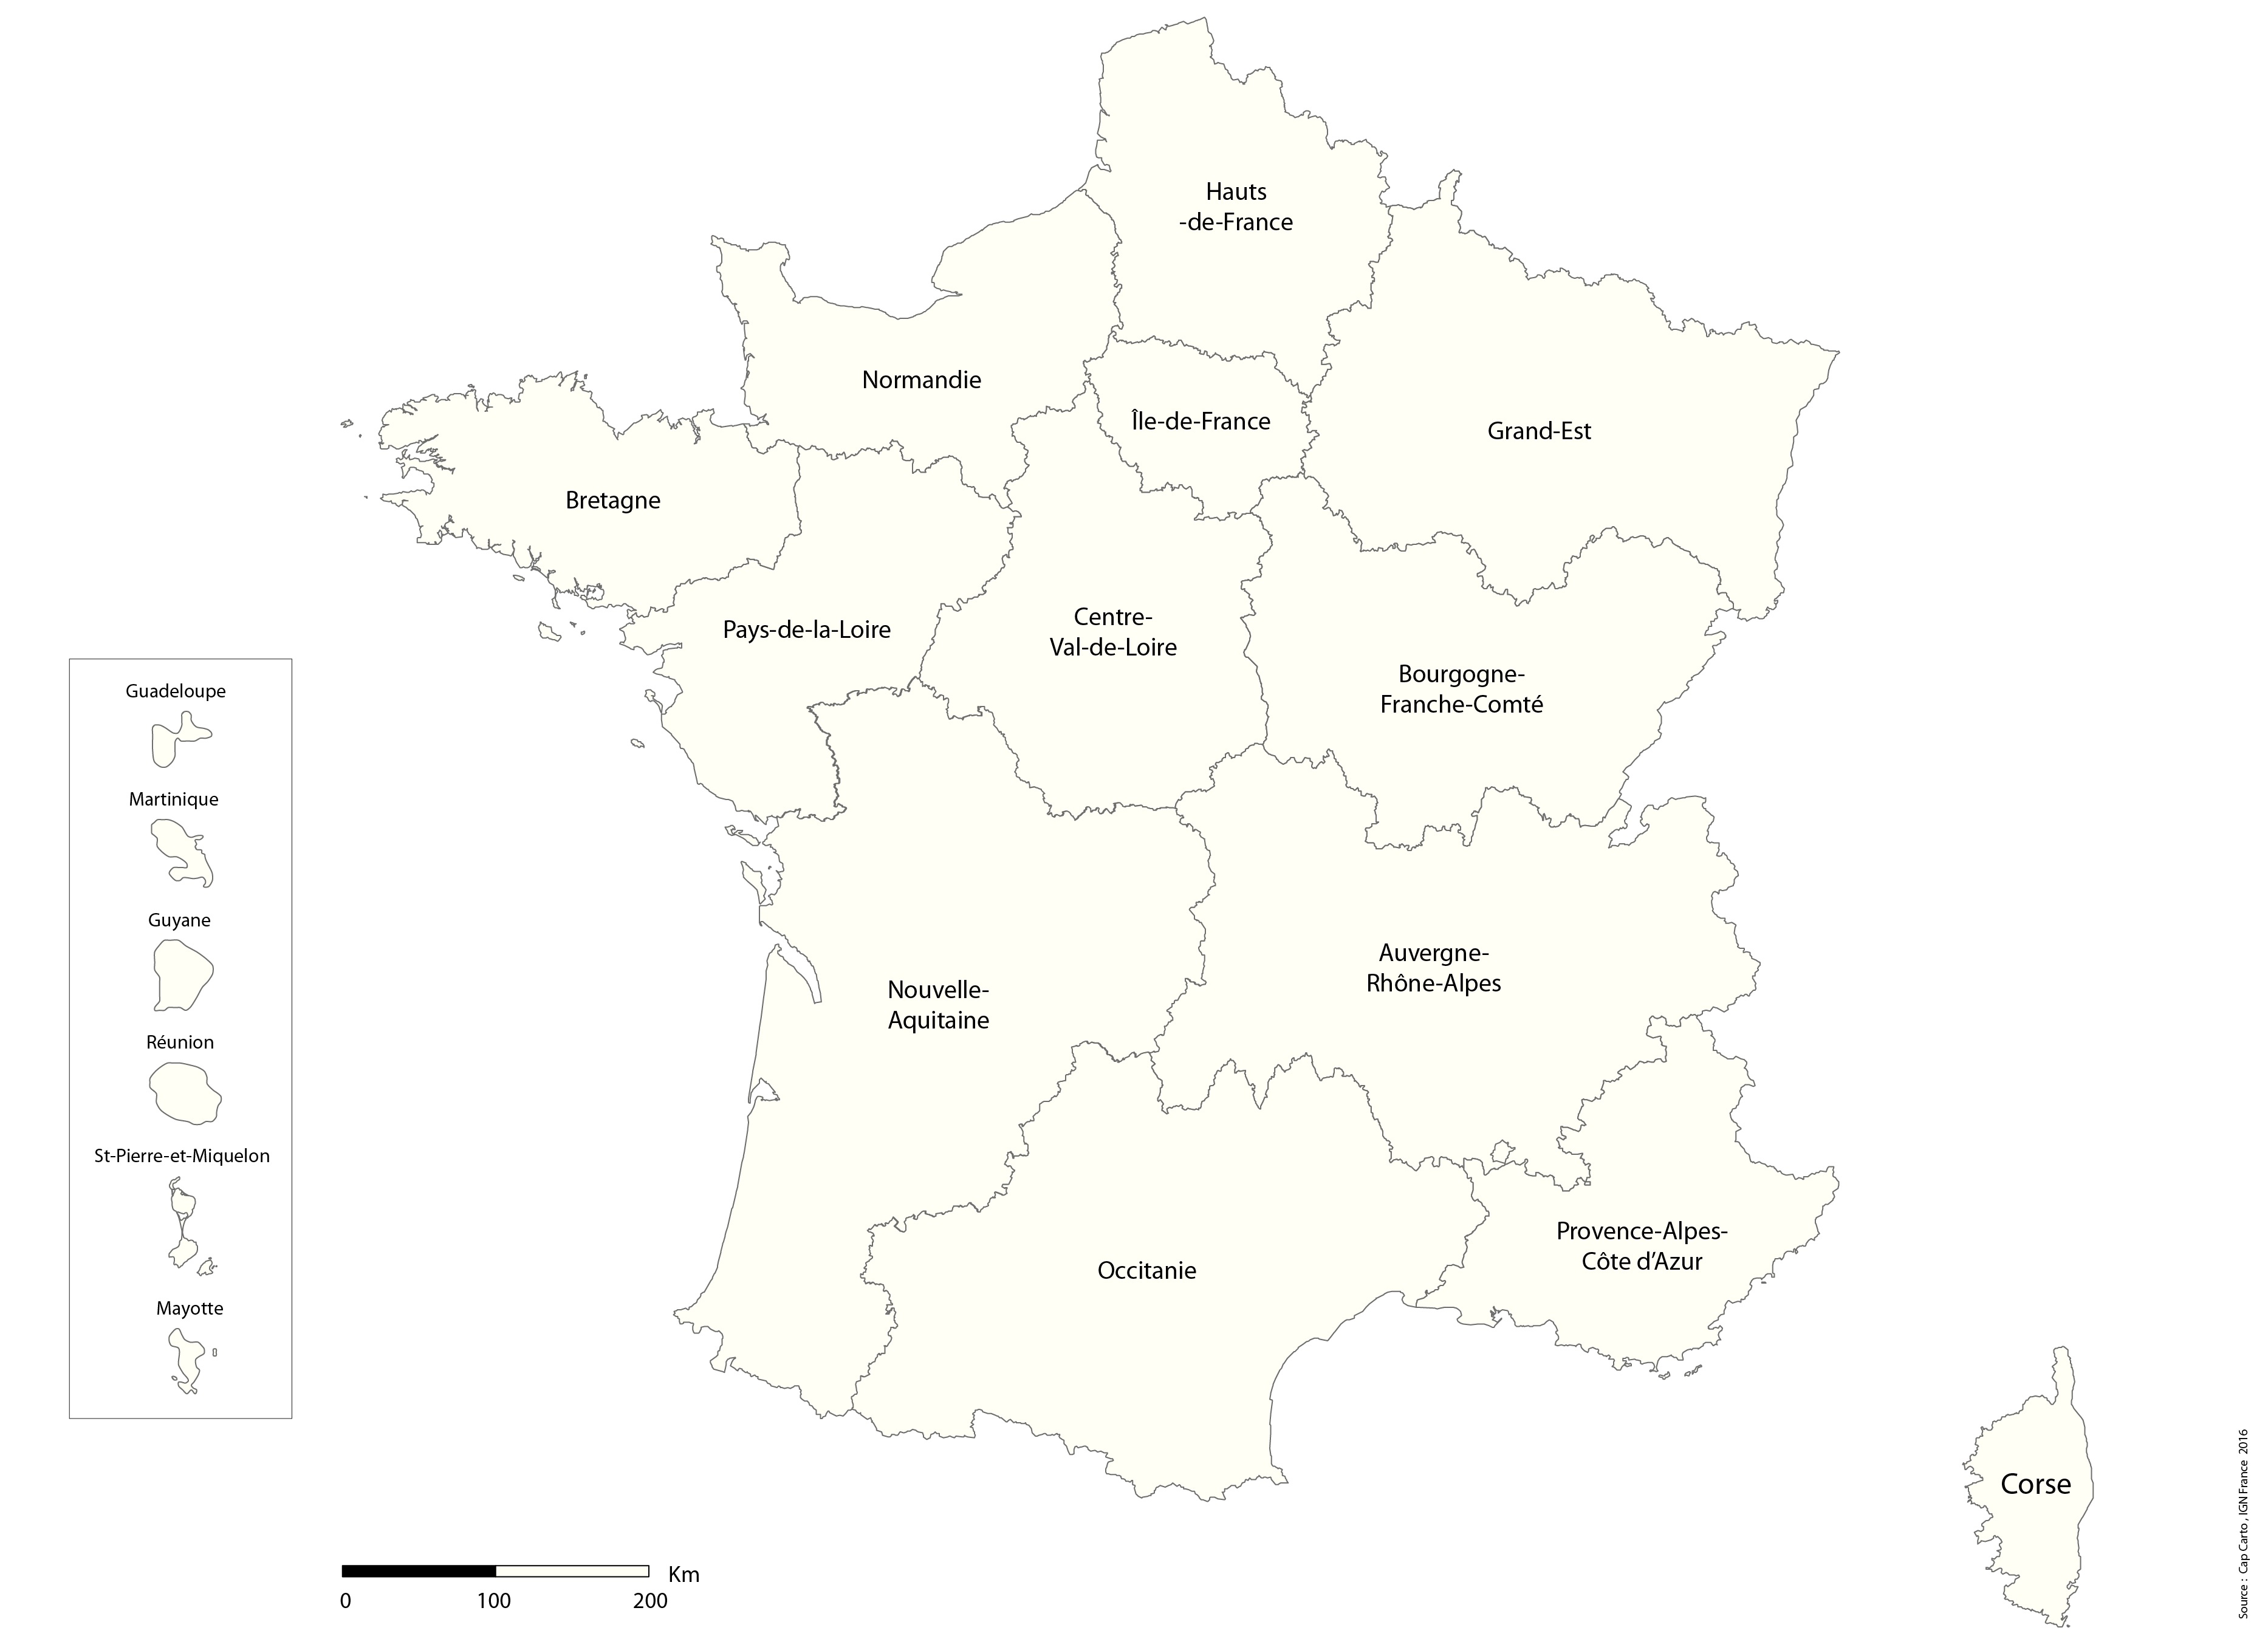 Hauts
-de-France
Normandie
Île-de-France
Grand-Est
Bretagne
Pays-de-la-Loire
Centre-
Val-de-Loire
Bourgogne-
Franche-Comté
Guadeloupe
Martinique
Guyane
Réunion
St-Pierre-et-Miquelon
Mayotte
Nouvelle-
Aquitaine
Auvergne-
Rhône-Alpes
Occitanie
Provence-Alpes-
Côte d’Azur
Corse
Km
0 100 200
Source : Cap Carto , IGN France 2016